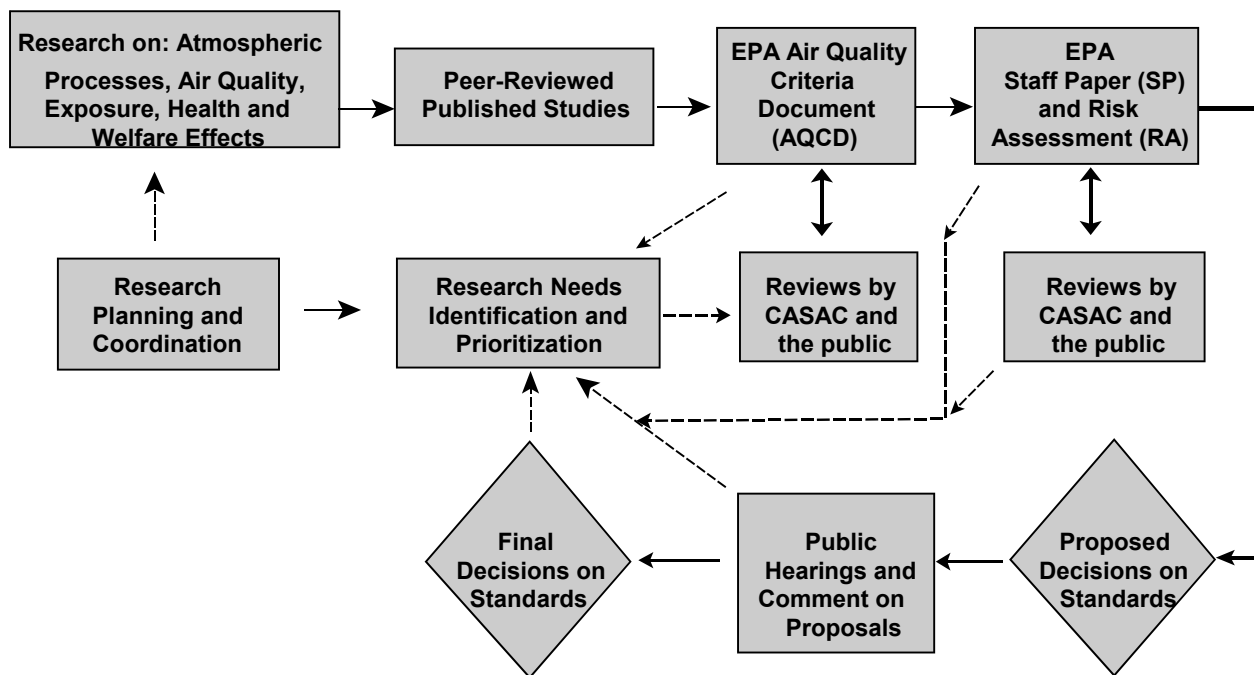 Research on: Atmospheric
Processes, Air Quality,
Exposure, Health and
Welfare Effects
Peer-Reviewed
Published Studies
EPA Air Quality
Criteria
Document
(AQCD)
EPA
Staff Paper (SP)
and Risk
Assessment (RA)
Research
Planning and
Coordination
Research Needs
Identification and
Prioritization
Reviews by
CASAC and
the public
Reviews by
CASAC and
the public
Final
Decisions on
Standards
Public
Hearings and
Comment on
Proposals
Proposed
Decisions on
Standards